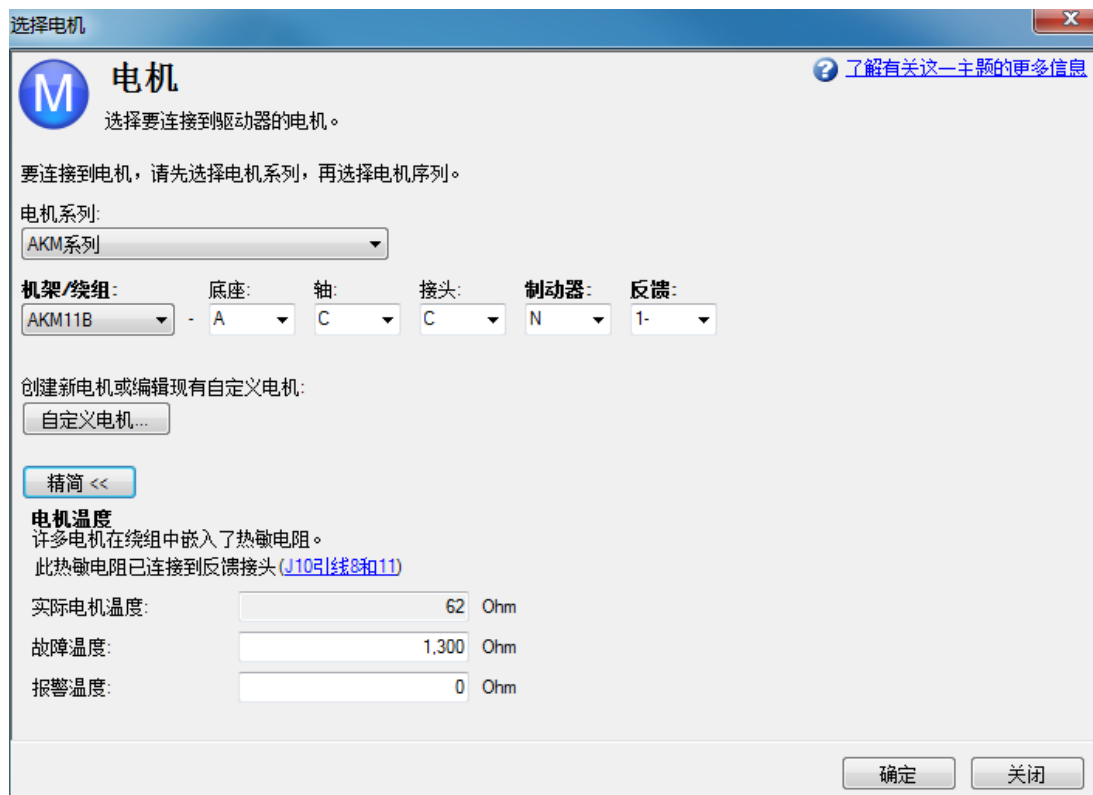 选择电机
x
M
电机
? 了解有关这一主题的更多信息
选择要连接到驱动器的电机。
要连接到电机，请先选择电机系列，再选择电机序列。
电机系列:
AKM系列
机架/绕组: 底座: 轴: 接头: 制动器: 反馈:
AKM11B - A C C N 1-
创建新电机或编辑现有自定义电机:
自定义电机...
精简 <<
电机温度
许多电机在绕组中嵌入了热敏电阻。
此热敏电阻已连接到反馈接头(J10引线8和11)
实际电机温度: 62 Ohm
故障温度: 1,300 Ohm
报警温度: 0 Ohm
确定 关闭